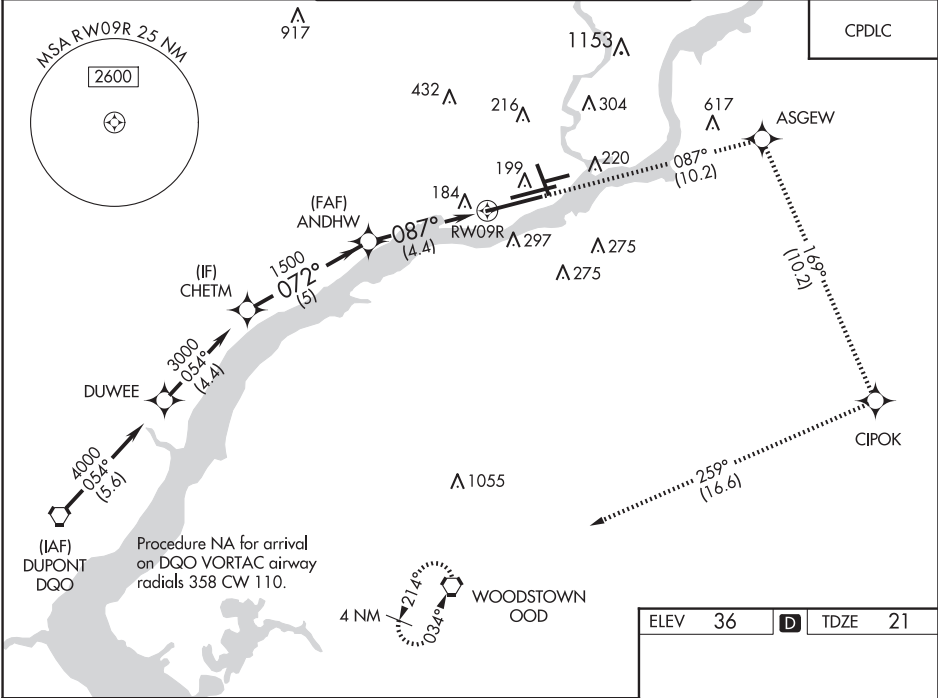 MSA RW09R 25 NM
2600
917
1153
CPDLC
432
216
304
617
ASGEW
199
220
087°
(10.2)
184
(FAF)
ANDHW
087°
(4.4)
RW09R
297
275
275
169°
(10.2)
(IF)
CHETM
1500
072°
(5)
3000
054°
(4.4)
DUWEE
4000
054°
(5.6)
CIPOK
259°
(16.6)
1055
(IAF)
DUPONT
DQO
Procedure NA for arrival
on DQO VORTAC airway
radials 358 CW 110.
4 NM
214°
034°
WOODSTOWN
OOD
ELEV 36 D TDZE 21